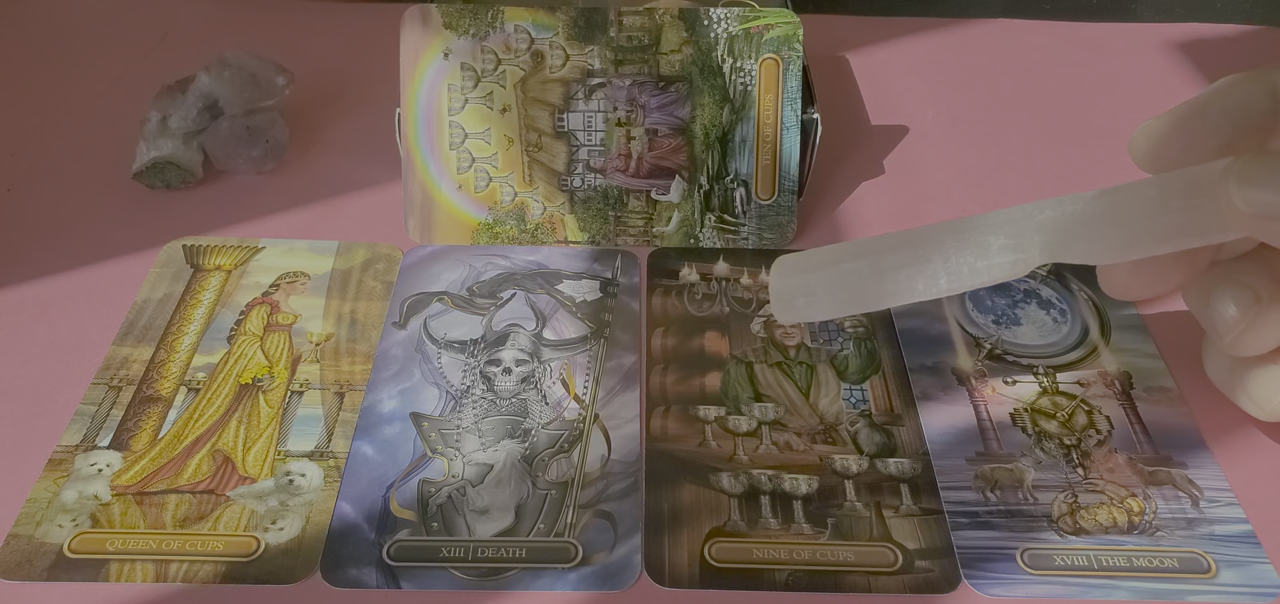 TEN OF CUPS
QUEEN OF CUPS
XIII | DEATH
NINE OF CUPS
XVIII | THE MOON